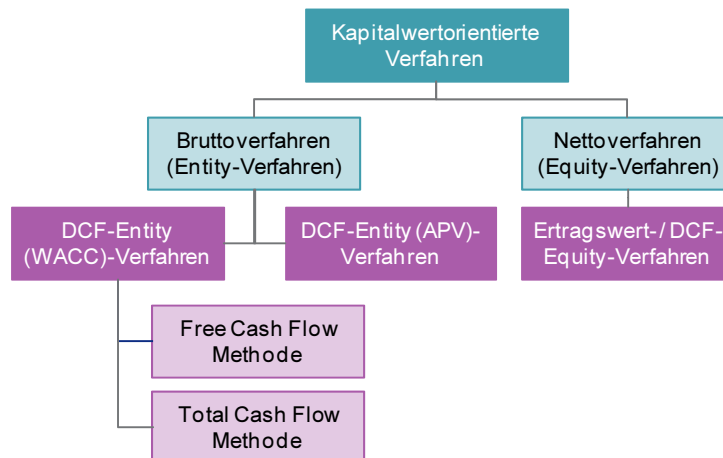 Kapitalwertorientierte
Verfahren
Bruttoverfahren
(Entity-Verfahren)
Nettoverfahren
(Equity-Verfahren)
DCF-Entity
(WACC)-Verfahren
DCF-Entity (APV)-
Verfahren
Ertragswert-/ DCF-
Equity-Verfahren
Free Cash Flow
Methode
Total Cash Flow
Methode